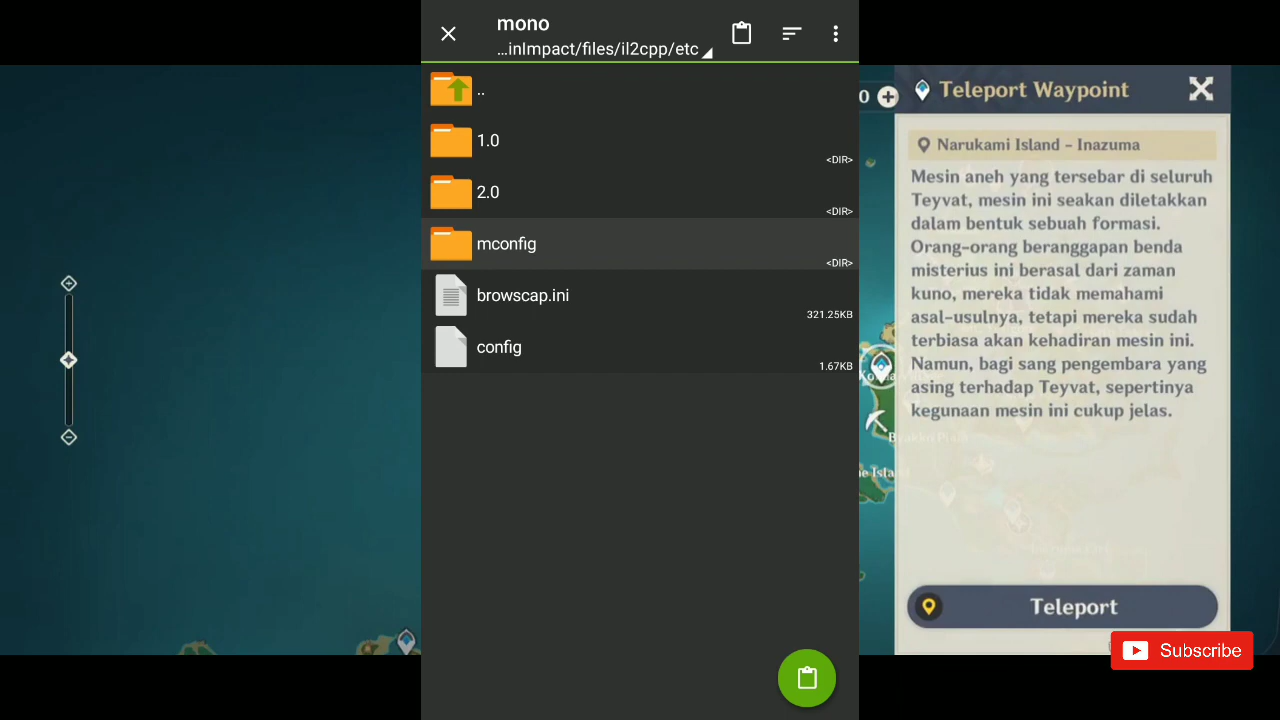 mono
...inImpact/files/il2cpp/etc
..
1.0
<DIR>
2.0
<DIR>
mconfig
<DIR>
browscap.ini
321.25KB
config
1.67KB
0
Teleport Waypoint
Narukami Island – Inazuma
Mesin aneh yang tersebar di seluruh
Teyvat, mesin ini seakan diletakkan
dalam bentuk sebuah formasi.
Orang-orang beranggapan benda
misterius ini berasal dari zaman
kuno, mereka tidak memahami
asal-usulnya, tetapi mereka sudah
terbiasa akan kehadiran mesin ini.
Namun, bagi sang pengembara yang
asing terhadap Teyvat, sepertinya
kegunaan mesin ini cukup jelas.
Teleport
Subscribe